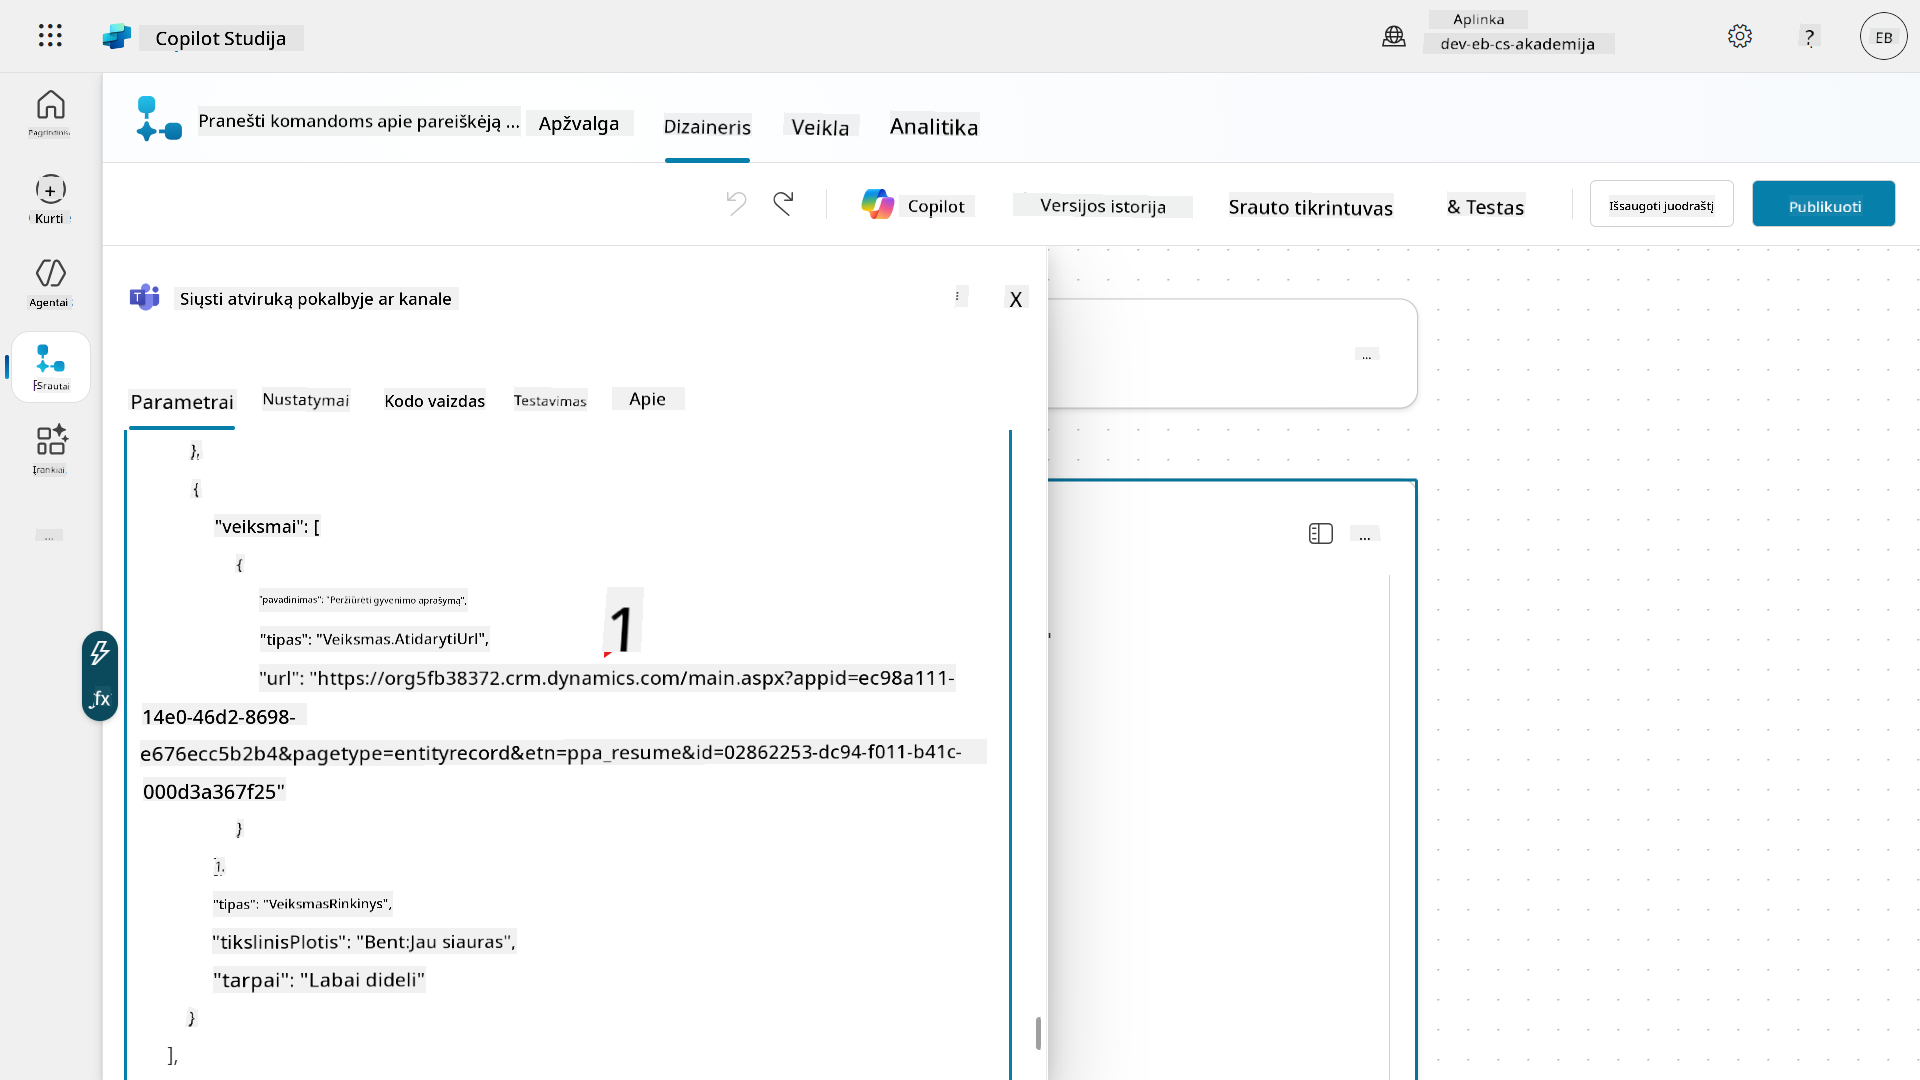 Copilot Studija
Aplinka
dev-eb-cs-akademija
?
EB
Pranešti komandoms apie pareiškėją ...
Apžvalga
Dizaineris
Veikla
Analitika
Copilot
Versijos istorija
Srauto tikrintuvas
& Testas
Išsaugoti juodraštį
Publikuoti
Pagrindinis
Kurti
Agentai
Srautai
Įrankiai
...
Siųsti atviruką pokalbyje ar kanale
X
Parametrai
Nustatymai
Kodo vaizdas
Testavimas
Apie
},
{
"veiksmai": [
{
"pavadinimas": "Peržiūrėti gyvenimo aprašymą",
"tipas": "Veiksmas.AtidarytiUrl",
1
"url": "https://org5fb38372.crm.dynamics.com/main.aspx?appid=ec98a111-
14e0-46d2-8698-
e676ecc5b2b4&pagetype=entityrecord&etn=ppa_resume&id=02862253-dc94-f011-b41c-
000d3a367f25"
}
"tipas": "VeiksmasRinkinys",
"tikslinisPlotis": "Bent:Jau siauras",
"tarpai": "Labai dideli"
}
],
fx
...
...